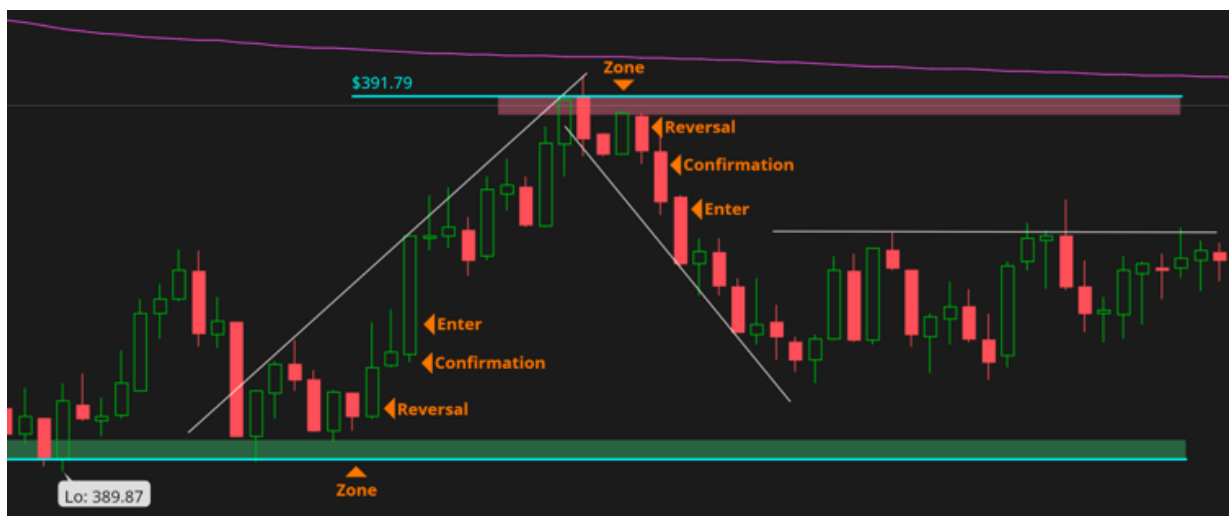 Zone
$391.79
Reversal
Confirmation
Enter
Enter
Confirmation
Reversal
Zone
Lo: 389.87